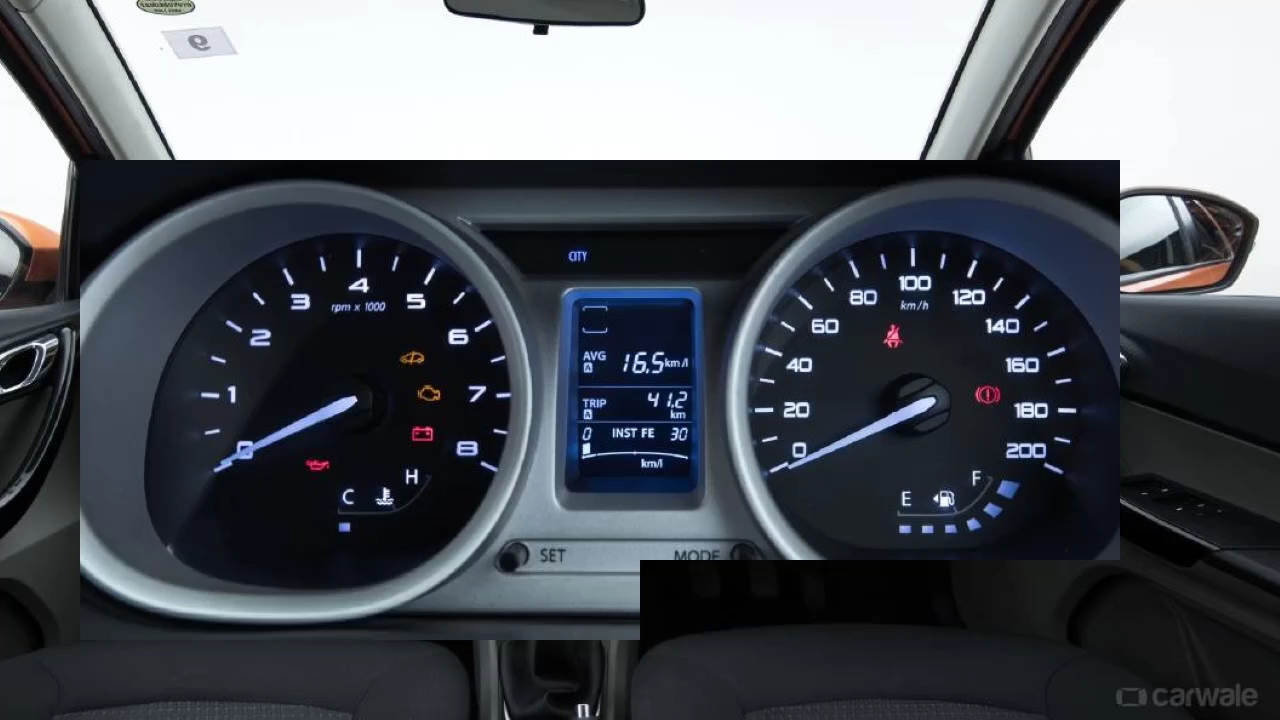 9
CITY
1 2 3 4 5 6 7 8
rpm x 1000
C H
AVG 16.5 km/l
A
TRIP 41.2
A km
0 INST FE 30
km/l
0 20 40 60 80 100 120 140 160 180 200
km/h
E F
SET MODE
carwale